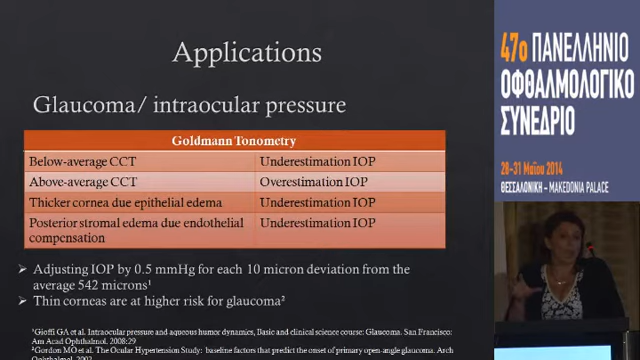 Applications
Glaucoma/ intraocular pressure
Goldmann Tonometry
Below-average CCT Underestimation IOP
Above-average CCT Overestimation IOP
Thicker cornea due epithelial edema Underestimation IOP
Posterior stromal edema due endothelial Underestimation IOP
compensation
Adjusting IOP by 0.5 mmHg for each 10 micron deviation from the
average 542 microns¹
Thin corneas are at higher risk for glaucoma²
¹Gioffi GA et al. Intraocular pressure and aqueous humor dynamics, Basic and clinical science course: Glaucoma. San Francisco:
Am Acad Ophthalmol. 2008:29
²Gordon MO et al. The Ocular Hypertension Study: baseline factors that predict the onset of primary open-angle glaucoma. Arch
Ophthalmol. 2002
47ο ΠΑΝΕΛΛΗΝΙΟ
ΟΦΘΑΛΜΟΛΟΓΙΚΟ
ΣΥΝΕΔΡΙΟ
28-31 Μαΐου 2014
ΘΕΣΣΑΛΟΝΙΚΗ - MAKEDONIA PALACE